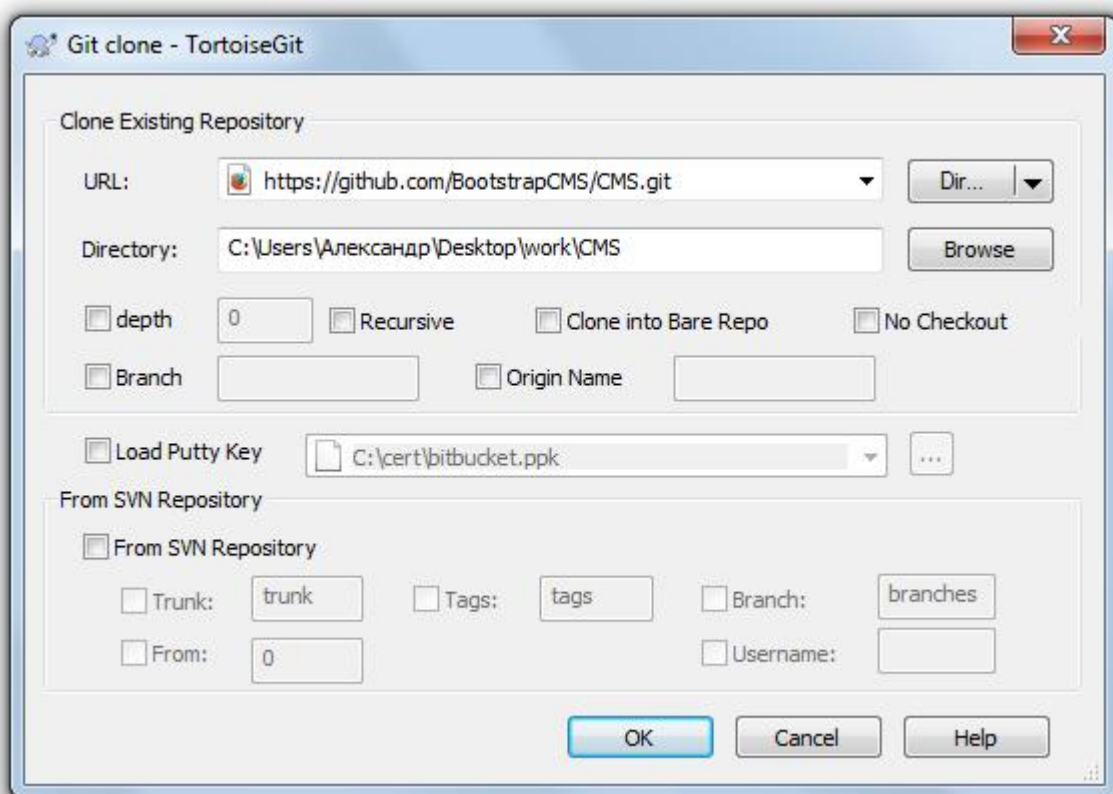 Git clone - TortoiseGit
Clone Existing Repository
URL: https://github.com/BootstrapCMS/CMS.git Dir...
Directory: C:\Users\Александр\Desktop\work\CMS Browse
depth 0 Recursive Clone into Bare Repo No Checkout
Branch Origin Name
Load Putty Key C:\cert\bitbucket.ppk ...
From SVN Repository
From SVN Repository
Trunk: trunk Tags: tags Branch: branches
From: 0 Username:
OK Cancel Help